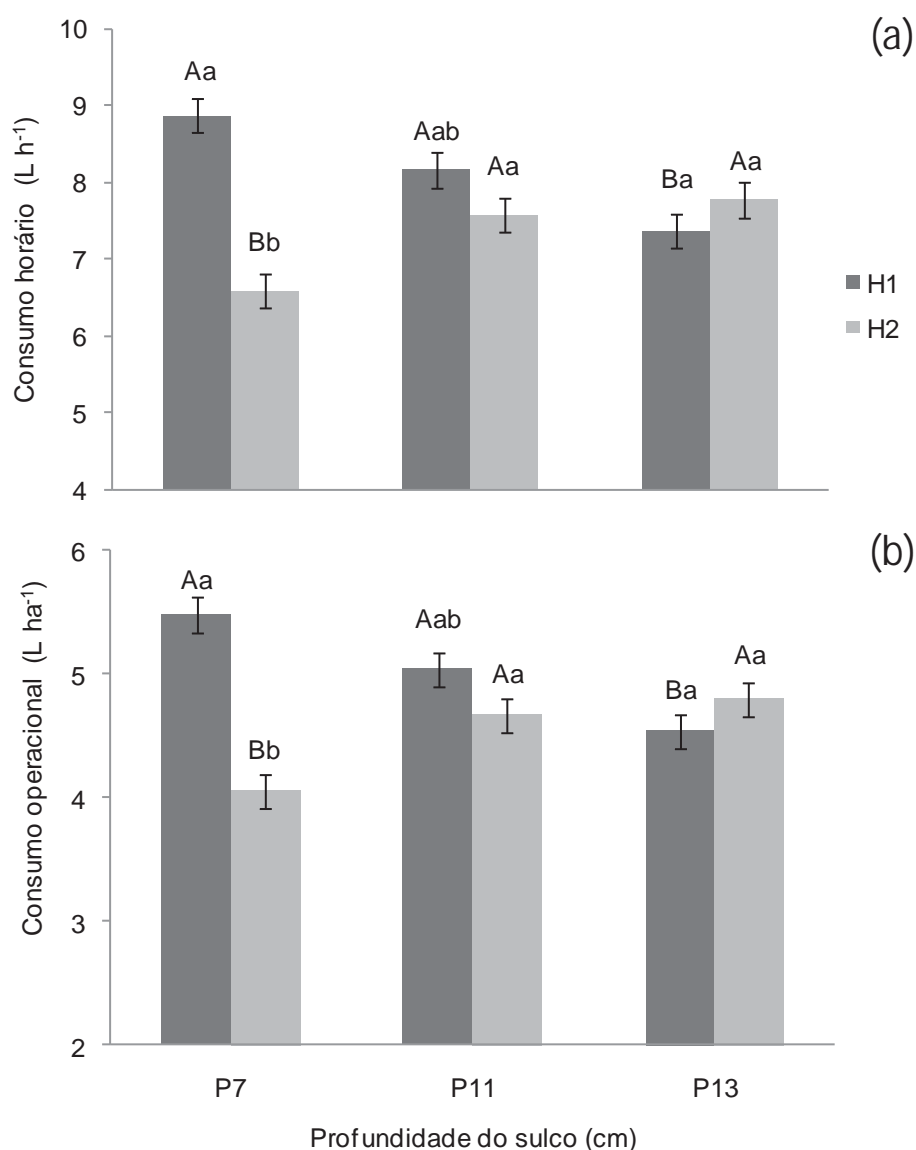 (a)
Consumo horário (L h-1)
10
9
8
7
6
5
4
Aa
Bb
Aab
Aa
Ba
Aa
H1
H2
(b)
Consumo operacional (L ha-1)
6
5
4
3
2
Aa
Bb
Aab
Aa
Ba
Aa
P7 P11 P13
Profundidade do sulco (cm)